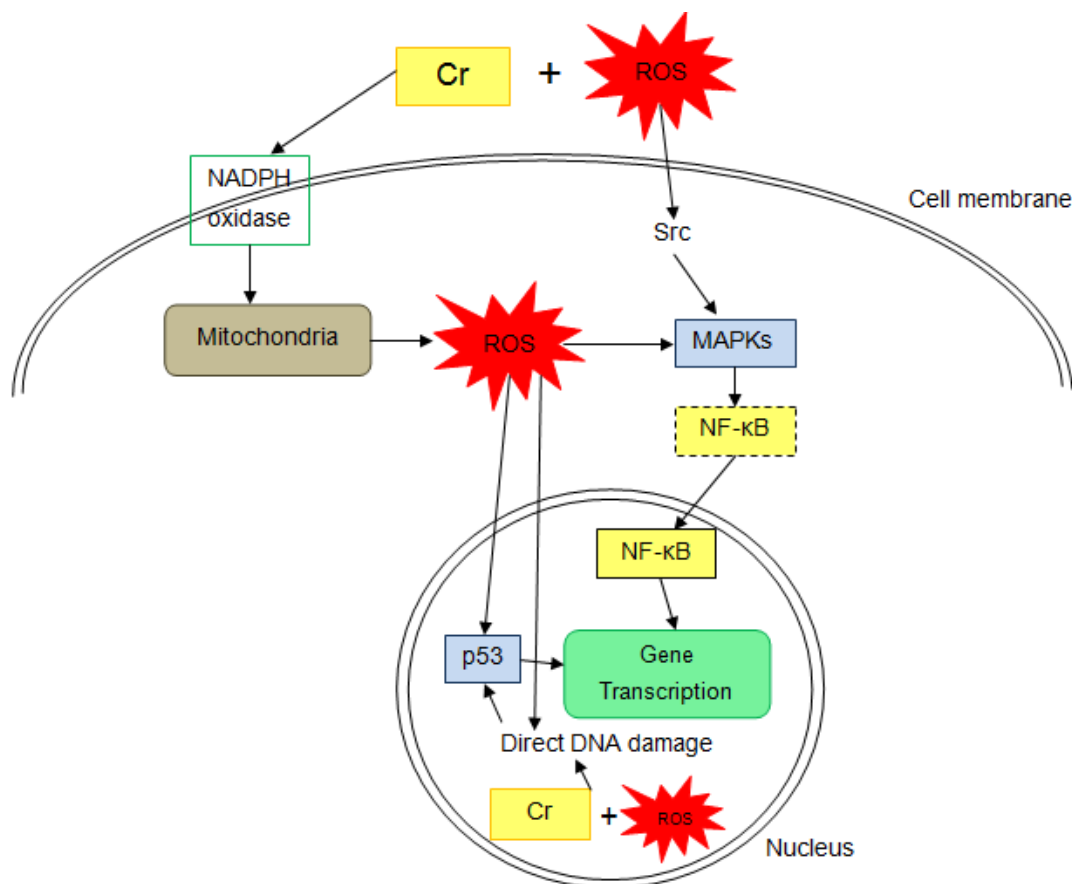 Cr + ROS
NADPH
oxidase
Cell membrane
Src
Mitochondria
ROS
MAPKs
NF-κB
NF-κB
p53
Gene
Transcription
Direct DNA damage
Cr + ROS
Nucleus